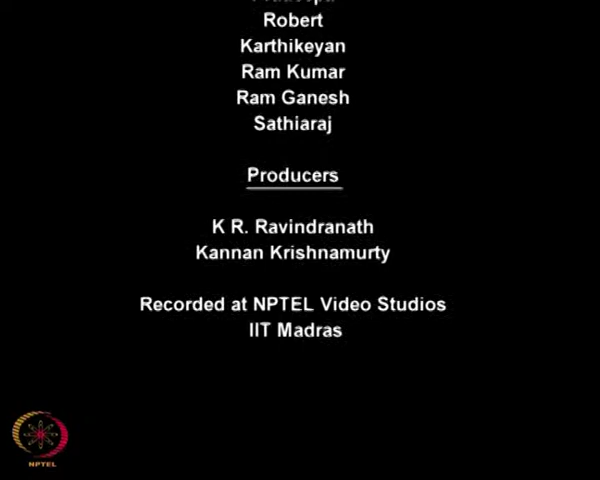 Robert
Karthikeyan
Ram Kumar
Ram Ganesh
Sathiaraj
Producers
K R. Ravindranath
Kannan Krishnamurty
Recorded at NPTEL Video Studios
IIT Madras
NPTEL